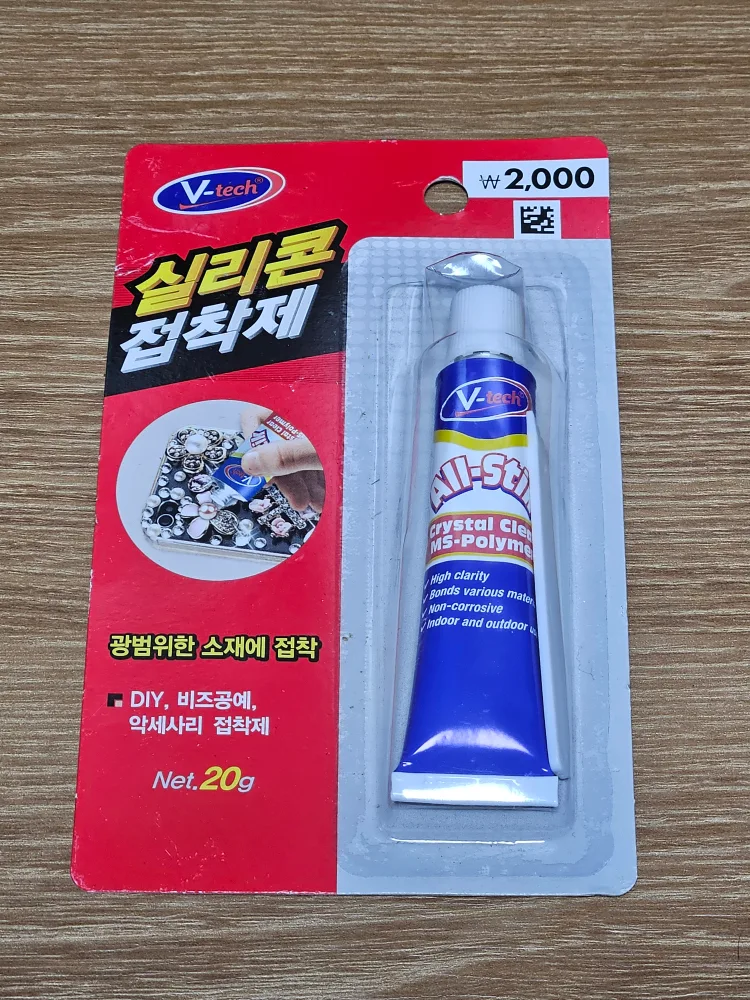 V-tech®
₩2,000
실리콘
접착제
V-tech
All-Sti
Crystal Clea
MS-Polyme
High clarity
Bonds various mater
Non-corrosive
Indoor and outdoor u
광범위한 소재에 접착
DIY, 비즈공예,
악세사리 접착제
Net.20g